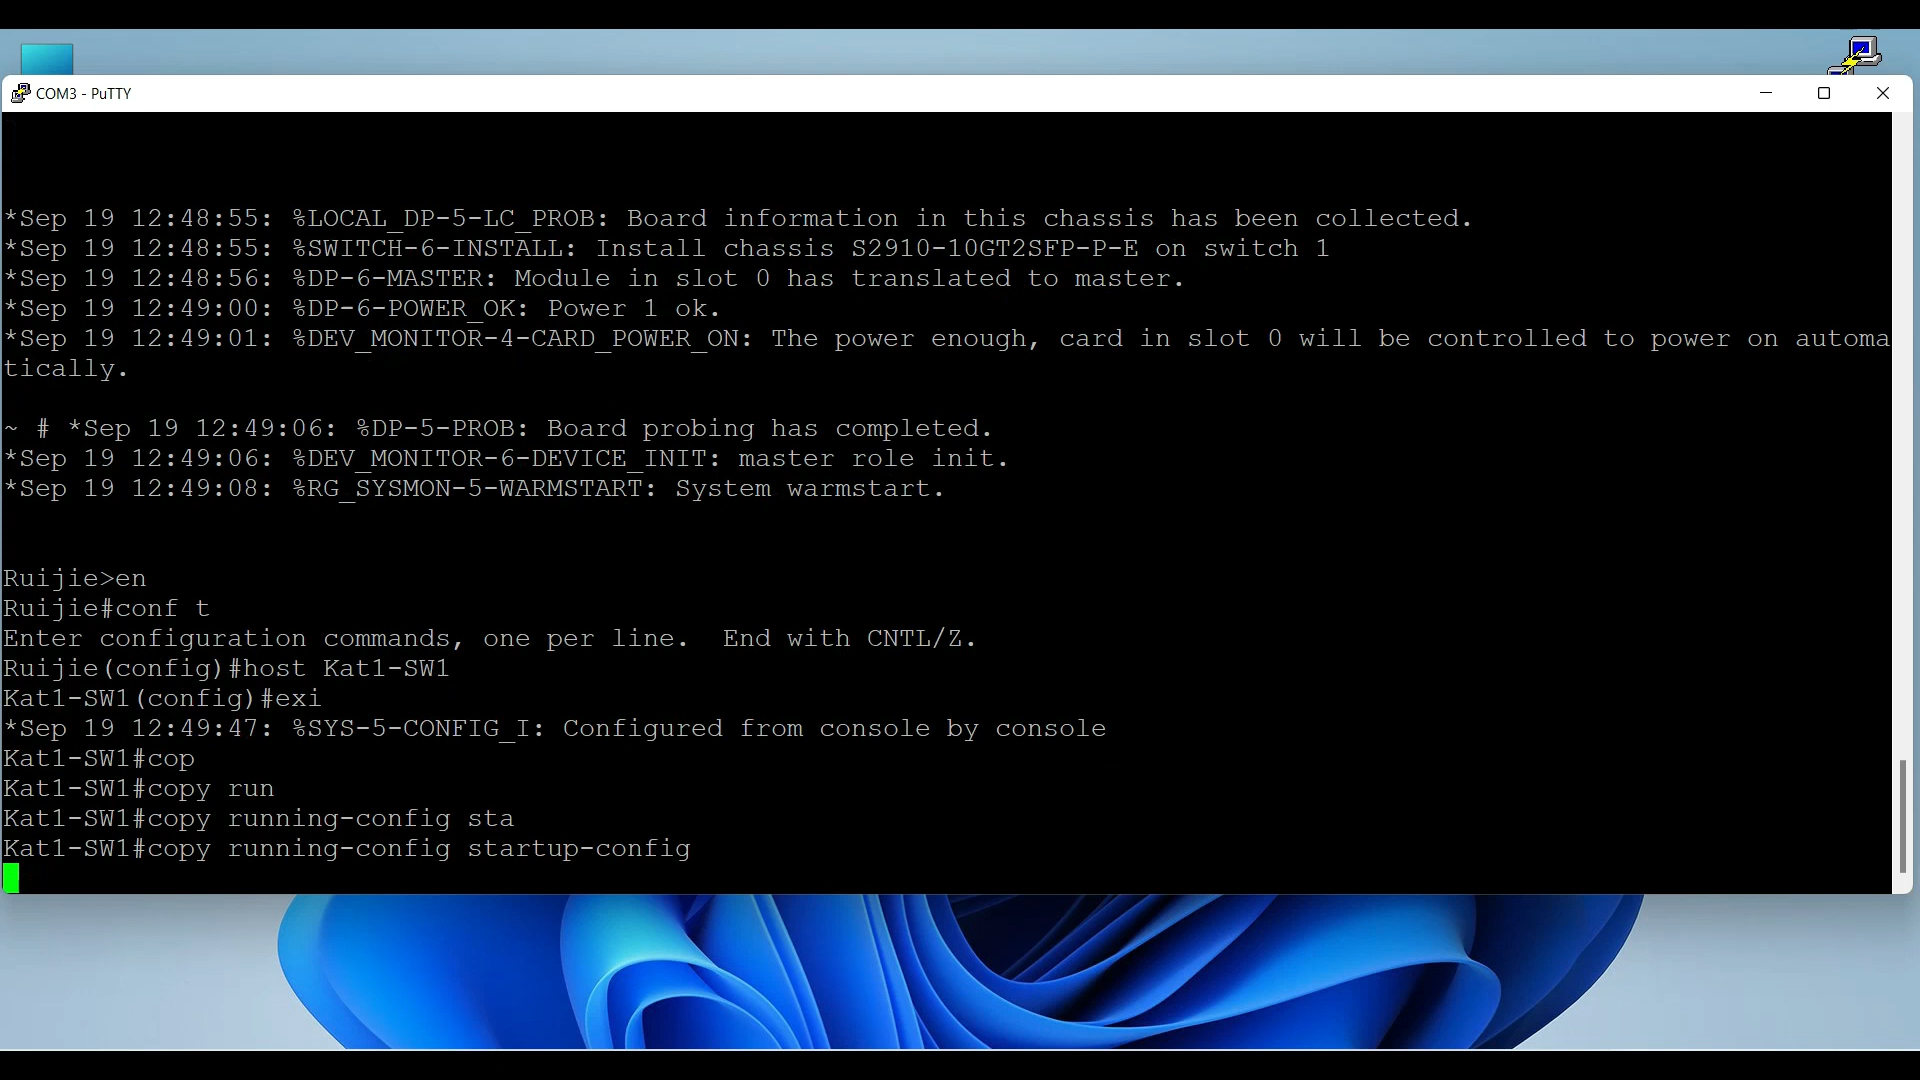 COM3 - PuTTY
*Sep 19 12:48:55: %LOCAL_DP-5-LC_PROB: Board information in this chassis has been collected.
*Sep 19 12:48:55: %SWITCH-6-INSTALL: Install chassis S2910-10GT2SFP-P-E on switch 1
*Sep 19 12:48:56: %DP-6-MASTER: Module in slot 0 has translated to master.
*Sep 19 12:49:00: %DP-6-POWER_OK: Power 1 ok.
*Sep 19 12:49:01: %DEV_MONITOR-4-CARD_POWER_ON: The power enough, card in slot 0 will be controlled to power on automa
tically.
~ # *Sep 19 12:49:06: %DP-5-PROB: Board probing has completed.
*Sep 19 12:49:06: %DEV_MONITOR-6-DEVICE_INIT: master role init.
*Sep 19 12:49:08: %RG_SYSMON-5-WARMSTART: System warmstart.
Ruijie>en
Ruijie#conf t
Enter configuration commands, one per line.  End with CNTL/Z.
Ruijie(config)#host Kat1-SW1
Kat1-SW1(config)#exi
*Sep 19 12:49:47: %SYS-5-CONFIG_I: Configured from console by console
Kat1-SW1#cop
Kat1-SW1#copy run
Kat1-SW1#copy running-config sta
Kat1-SW1#copy running-config startup-config